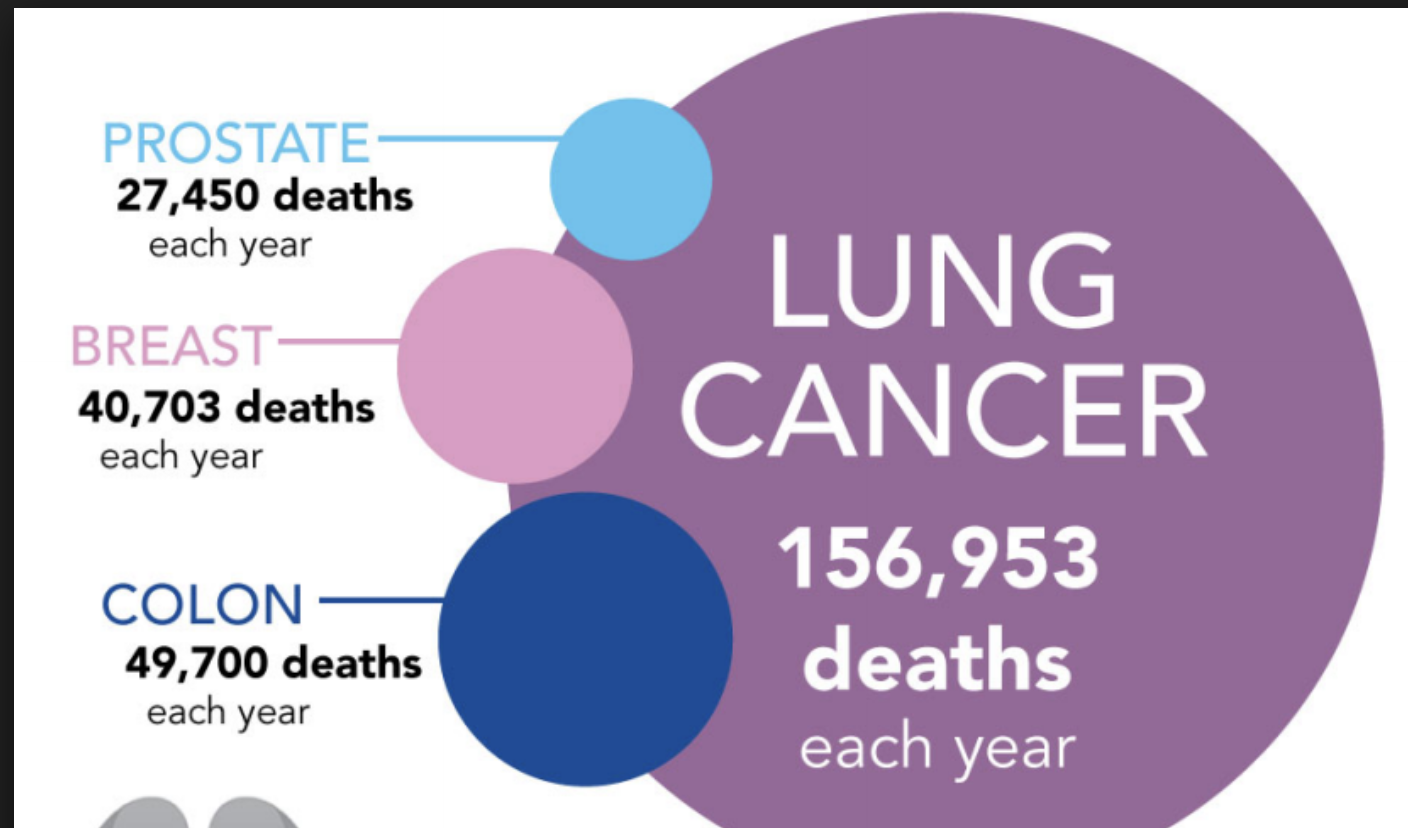 PROSTATE
27,450 deaths
each year
BREAST
40,703 deaths
each year
COLON
49,700 deaths
each year
LUNG
CANCER
156,953
deaths
each year